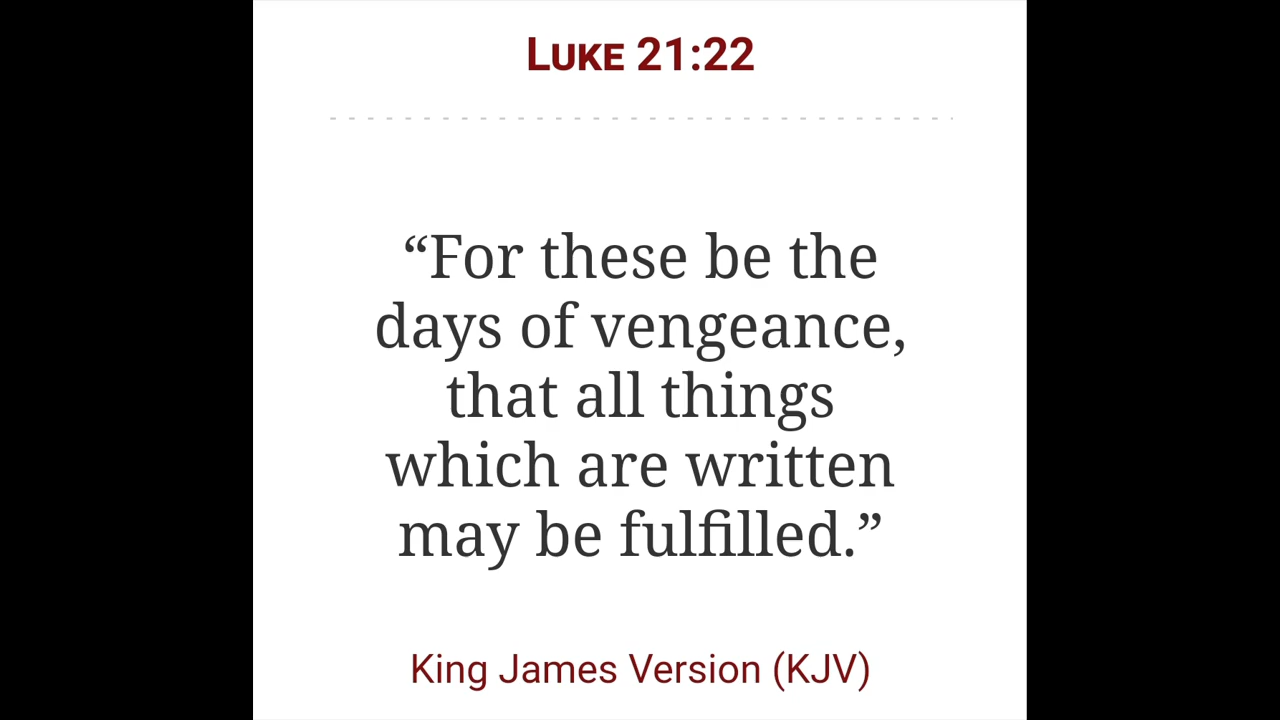 Luke 21:22
“For these be the
days of vengeance,
that all things
which are written
may be fulfilled.”
King James Version (KJV)